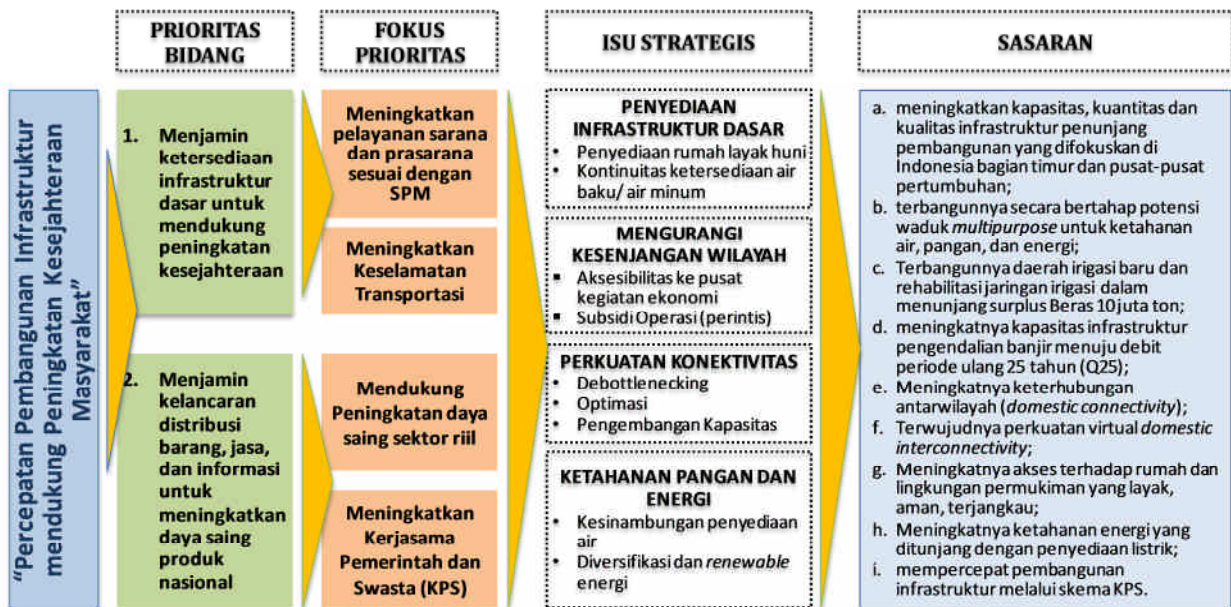 PRIORITAS
BIDANG
FOKUS
PRIORITAS
ISU STRATEGIS
SASARAN
“Percepatan Pembangunan Infrastruktur
mendukung Peningkatan Kesejahteraan
Masyarakat”
1. Menjamin
ketersediaan
infrastruktur
dasar untuk
mendukung
peningkatan
kesejahteraan
2. Menjamin
kelancaran
distribusi
barang, jasa,
dan informasi
untuk
meningkatkan
daya saing
produk
nasional
Meningkatkan
pelayanan sarana
dan prasarana
sesuai dengan
SPM
Meningkatkan
Keselamatan
Transportasi
Mendukung
Peningkatan daya
saing sektor riil
Meningkatkan
Kerjasama
Pemerintah dan
Swasta (KPS)
PENYEDIAAN
INFRASTRUKTUR DASAR
• Penyediaan rumah layak huni
• Kontinuitas ketersediaan air
baku/ air minum
MENGURANGI
KESENJANGAN WILAYAH
▪ Aksesibilitas ke pusat
kegiatan ekonomi
▪ Subsidi Operasi (perintis)
PERKUATAN KONEKTIVITAS
• Debottlenecking
• Optimasi
• Pengembangan Kapasitas
KETAHANAN PANGAN DAN
ENERGI
• Kesinambungan penyediaan
air
• Diversifikasi dan renewable
energi
a. meningkatkan kapasitas, kuantitas dan
kualitas infrastruktur penunjang
pembangunan yang difokuskan di
Indonesia bagian timur dan pusat-pusat
pertumbuhan;
b. terbangunnya secara bertahap potensi
waduk multipurpose untuk ketahanan
air, pangan, dan energi;
c. Terbangunnya daerah irigasi baru dan
rehabilitasi jaringan irigasi dalam
menunjang surplus Beras 10 juta ton;
d. meningkatnya kapasitas infrastruktur
pengendalian banjir menuju debit
periode ulang 25 tahun (Q25);
e. Meningkatnya keterhubungan
antarwilayah (domestic connectivity);
f. Terwujudnya perkuatan virtual domestic
interconnectivity;
g. Meningkatnya akses terhadap rumah dan
lingkungan permukiman yang layak,
aman, terjangkau;
h. Meningkatnya ketahanan energi yang
ditunjang dengan penyediaan listrik;
i. mempercepat pembangunan
infrastruktur melalui skema KPS.